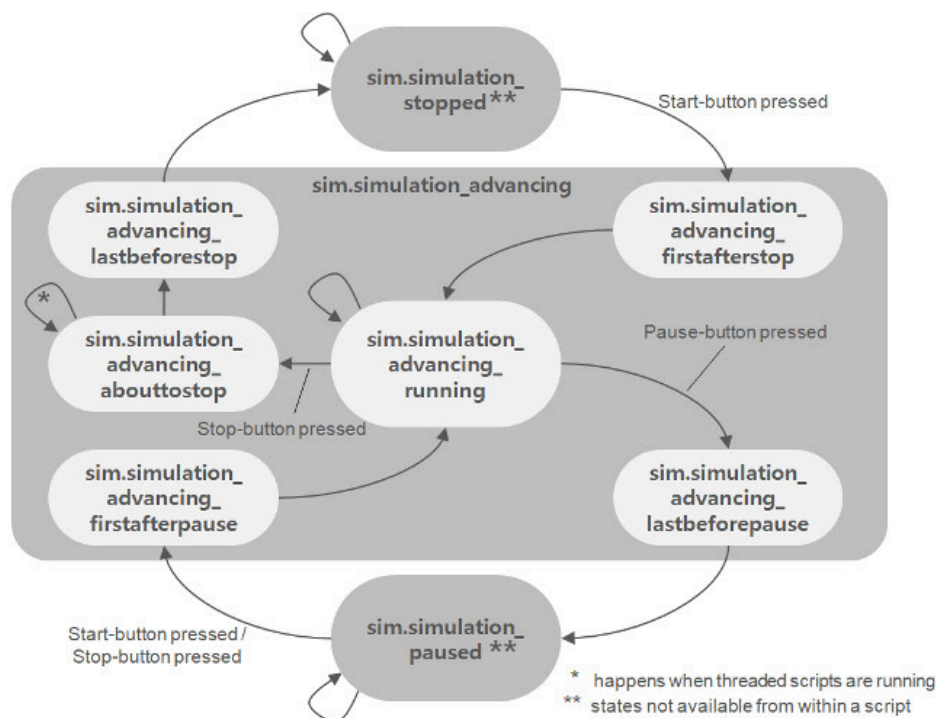 sim.simulation_
stopped**
Start-button pressed
sim.simulation_advancing
sim.simulation_
advancing_
lastbeforestop
sim.simulation_
advancing_
firstafterstop
*
sim.simulation_
advancing_
abouttostop
sim.simulation_
advancing_
running
Pause-button pressed
Stop-button pressed
sim.simulation_
advancing_
firstafterpause
sim.simulation_
advancing_
lastbeforepause
Start-button pressed /
Stop-button pressed
sim.simulation_
paused **
* happens when threaded scripts are running
** states not available from within a script